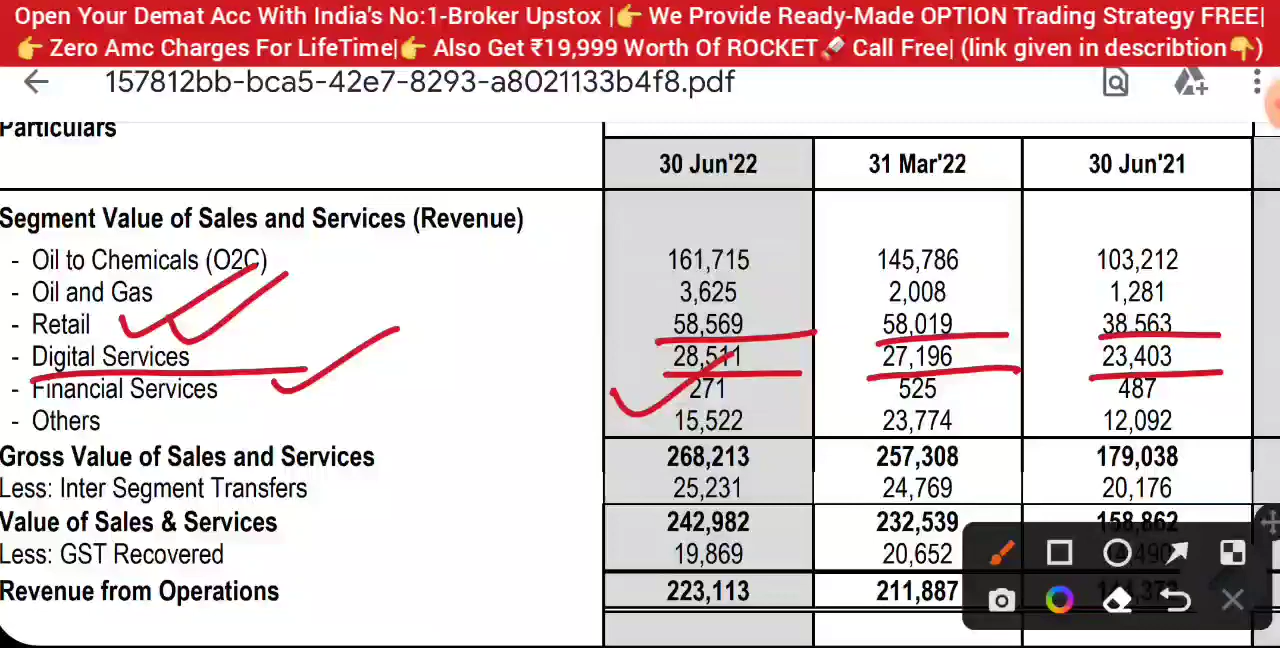 Open Your Demat Acc With India's No:1-Broker Upstox |👉 We Provide Ready-Made OPTION Trading Strategy FREE|
👉 Zero Amc Charges For LifeTime|👉 Also Get ₹19,999 Worth Of ROCKET🚀 Call Free| (link given in describtion👇)
157812bb-bca5-42e7-8293-a8021133b4f8.pdf
Particulars
30 Jun'22 31 Mar'22 30 Jun'21
Segment Value of Sales and Services (Revenue)
- Oil to Chemicals (O2C) 161,715 145,786 103,212
- Oil and Gas 3,625 2,008 1,281
- Retail 58,569 58,019 38,563
- Digital Services 28,511 27,196 23,403
- Financial Services 271 525 487
- Others 15,522 23,774 12,092
Gross Value of Sales and Services 268,213 257,308 179,038
Less: Inter Segment Transfers 25,231 24,769 20,176
Value of Sales & Services 242,982 232,539 158,862
Less: GST Recovered 19,869 20,652
Revenue from Operations 223,113 211,887